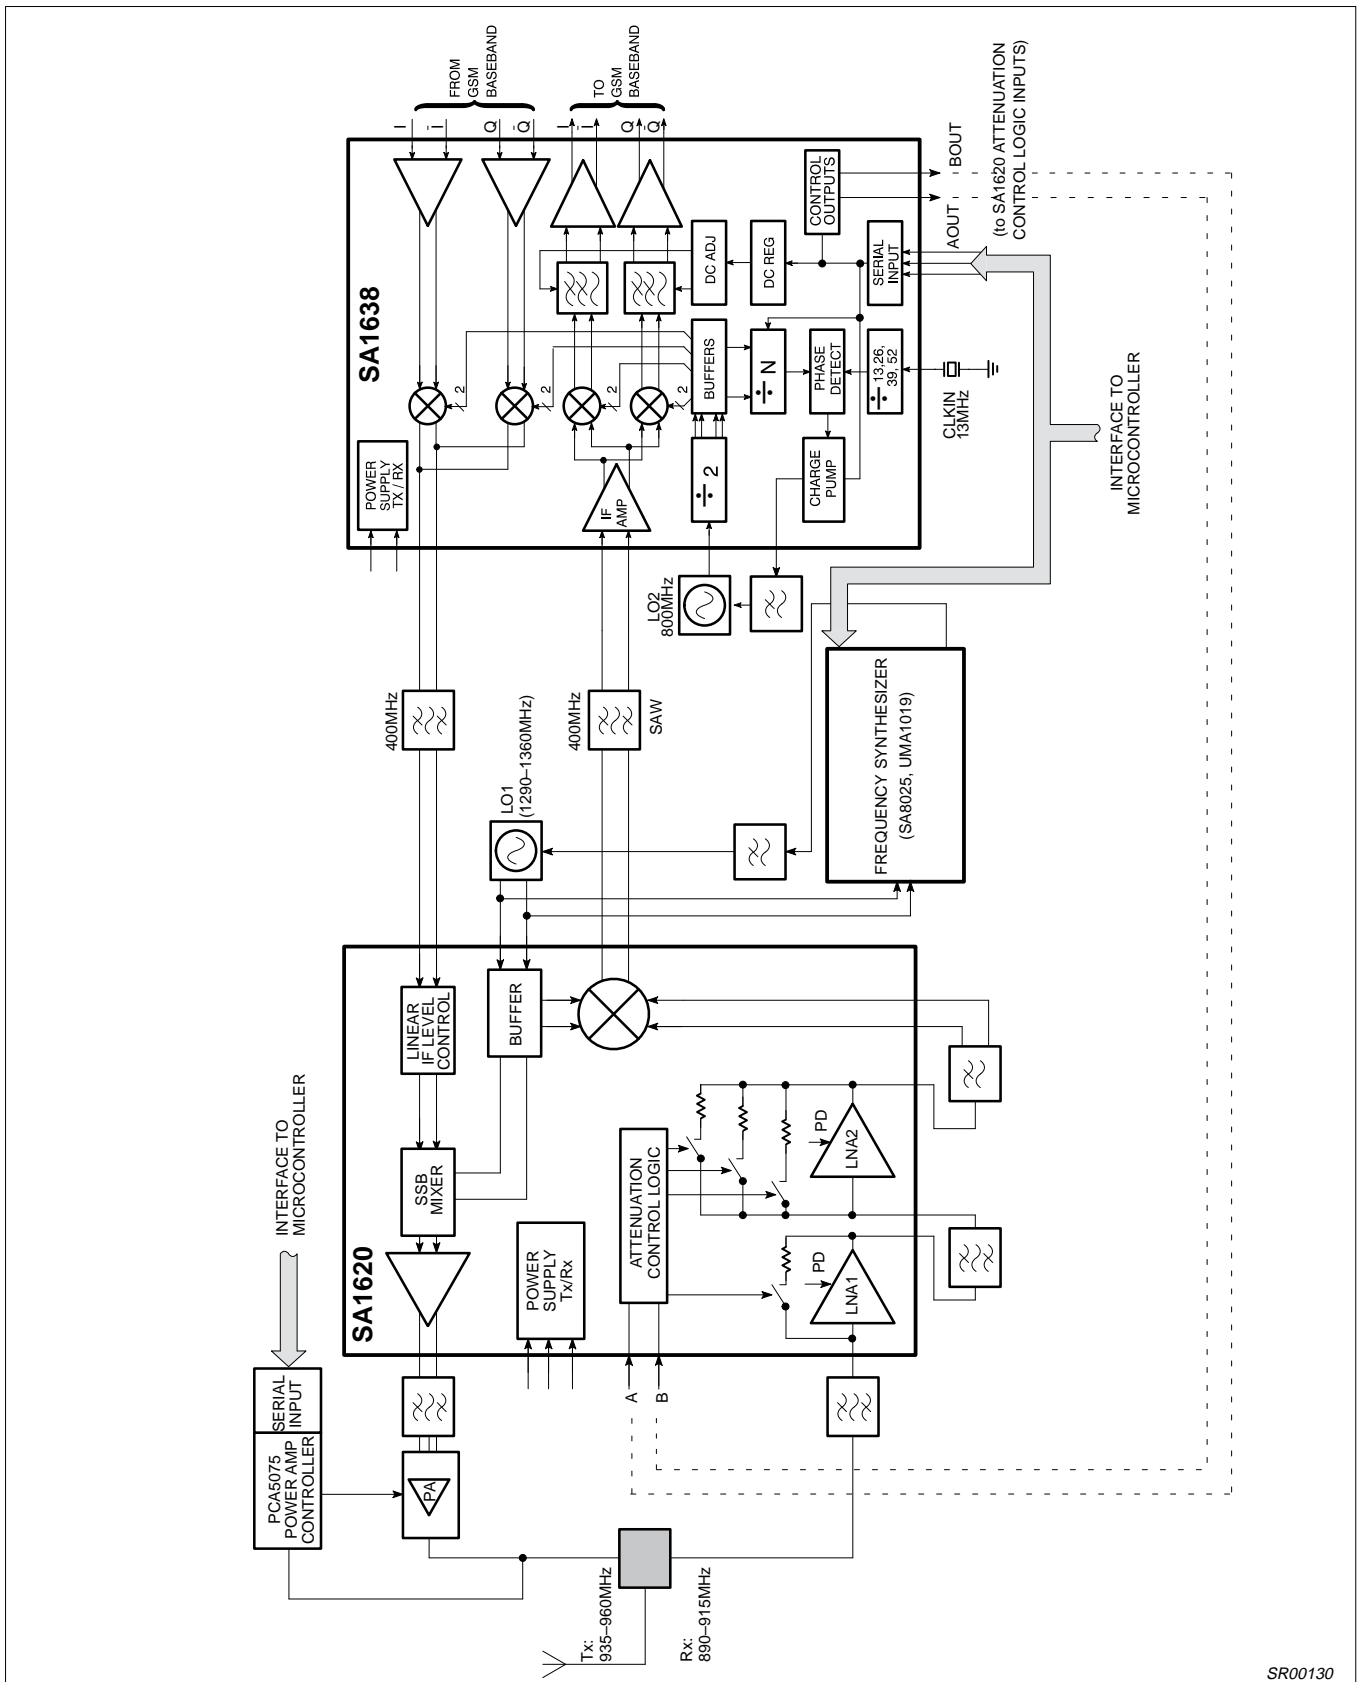 FROM
GSM
BASEBAND
TO
GSM
BASEBAND
I
-I
Q
-Q
I
-I
Q
-Q
SA1638
POWER
SUPPLY
TX / RX
2
2
2
2
IF
AMP
BUFFERS
÷ 2
÷ N
DC ADJ
DC REG
CONTROL
OUTPUTS
SERIAL
INPUT
PHASE
DETECT
÷ 13,26,
39,52
CHARGE
PUMP
CLKIN
13MHz
AOUT
BOUT
(to SA1620 ATTENUATION
CONTROL LOGIC INPUTS)
INTERFACE TO
MICROCONTROLLER
LO2
800MHz
400MHz
400MHz
SAW
LO1
(1290–1360MHz)
FREQUENCY SYNTHESIZER
(SA8025, UMA1019)
SA1620
LINEAR
IF LEVEL
CONTROL
BUFFER
SSB
MIXER
POWER
SUPPLY
Tx/Rx
ATTENUATION
CONTROL LOGIC
PD
LNA2
PD
LNA1
A
B
INTERFACE TO
MICROCONTROLLER
SERIAL
INPUT
PCA5075
POWER AMP
CONTROLLER
PA
Tx:
935–960MHz
Rx:
890–915MHz
SR00130